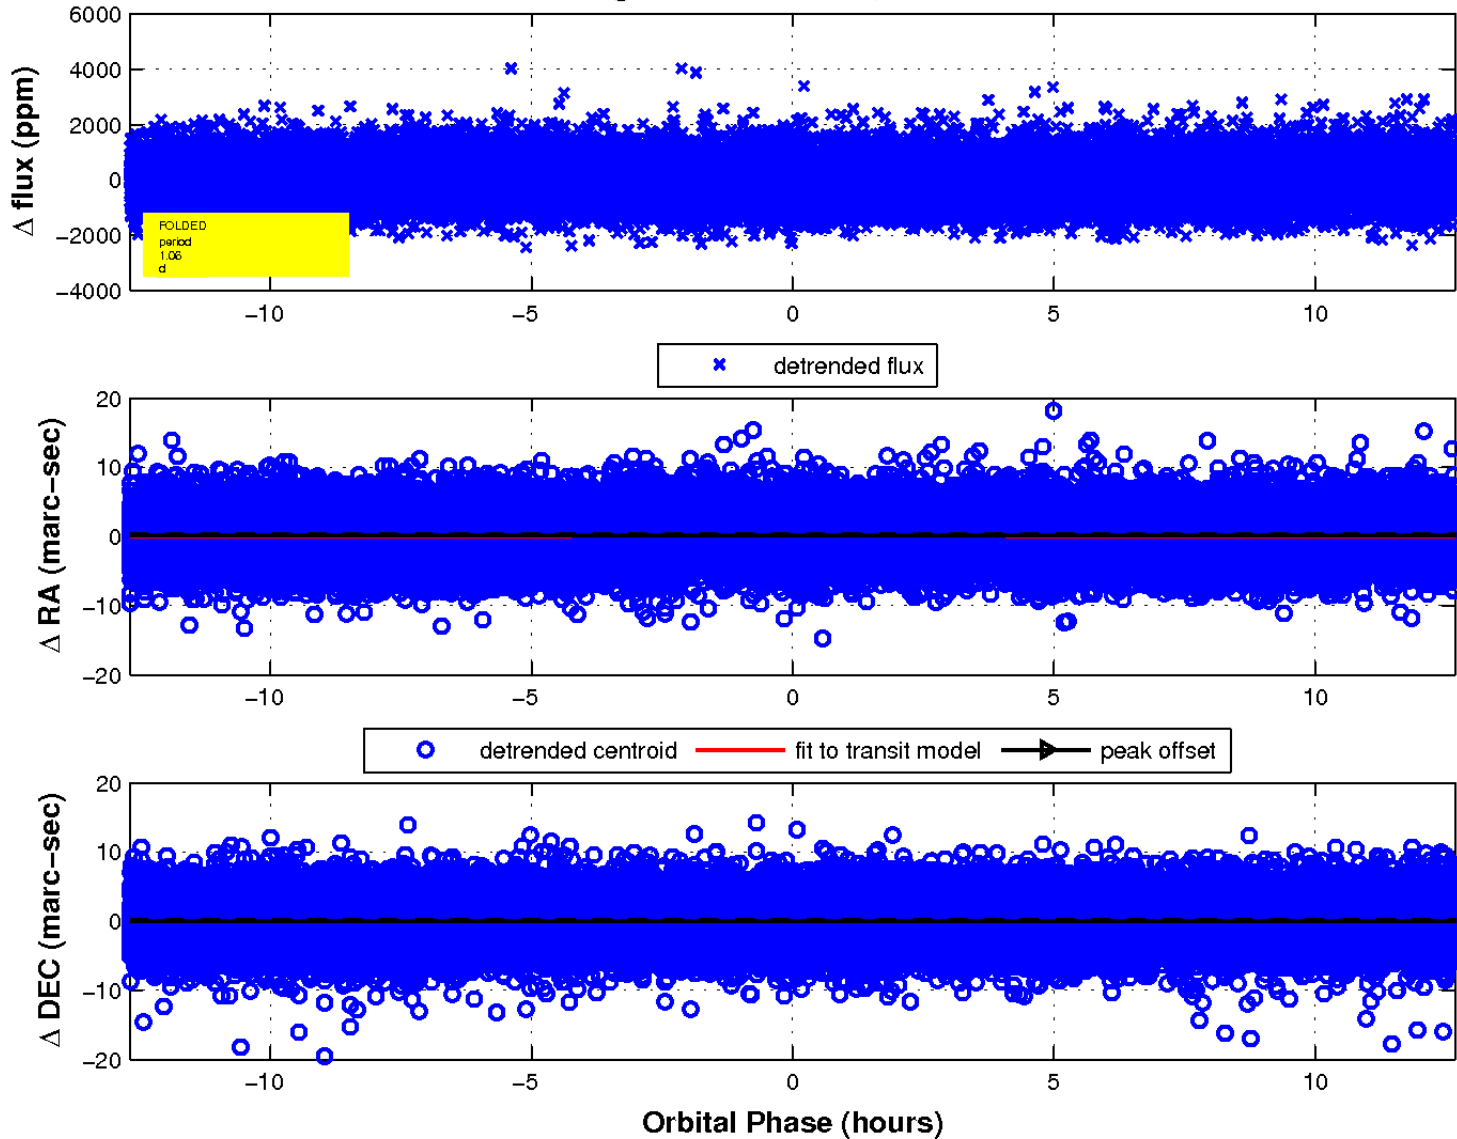 6000
4000
2000
0
−2000
−4000
Δ flux (ppm)
FOLDED
period
1.06
d
−10
−5
0
5
10
detrended flux
20
10
0
−10
−20
Δ RA (marc−sec)
−10
−5
0
5
10
detrended centroid
fit to transit model
peak offset
20
10
0
−10
−20
Δ DEC (marc−sec)
−10
−5
0
5
10
Orbital Phase (hours)